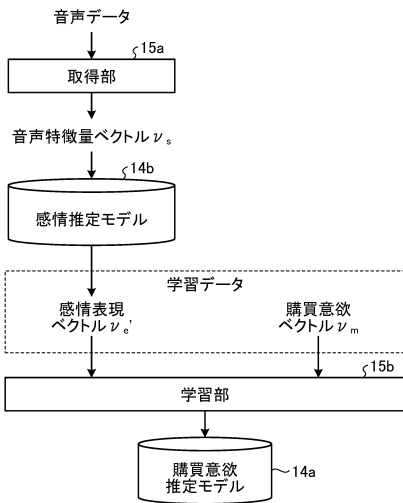 音声データ
15a
取得部
音声特徴量ベクトルνs
14b
感情推定モデル
学習データ
感情表現
ベクトルνe'
購買意欲
ベクトルνm
15b
学習部
購買意欲
推定モデル
14a